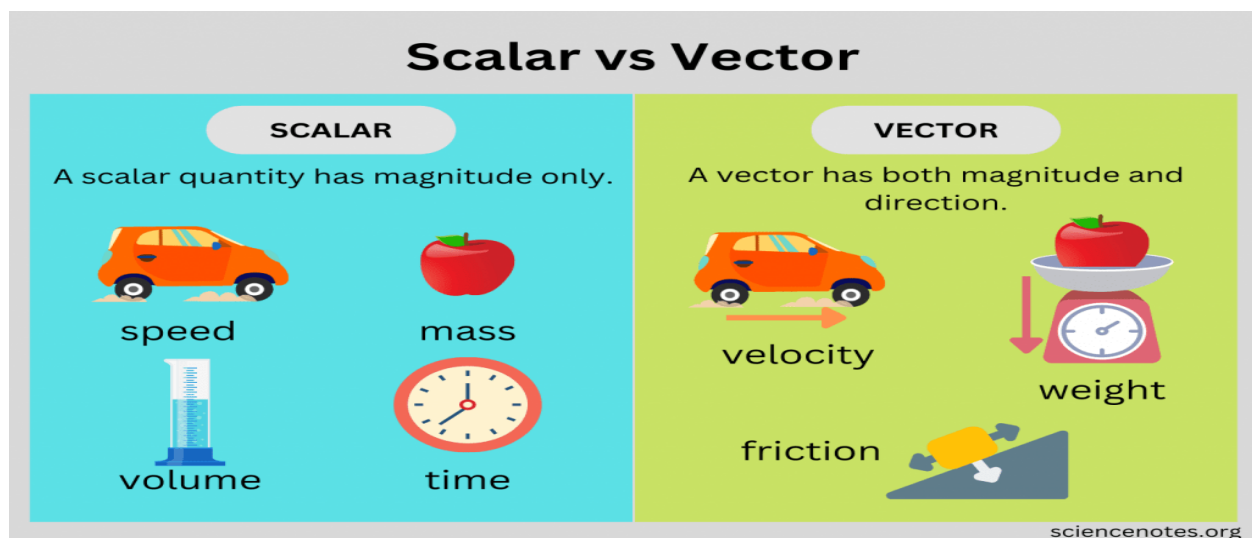 Scalar vs Vector
SCALAR
A scalar quantity has magnitude only.
speed
mass
volume
time
VECTOR
A vector has both magnitude and
direction.
velocity
weight
friction
sciencenotes.org